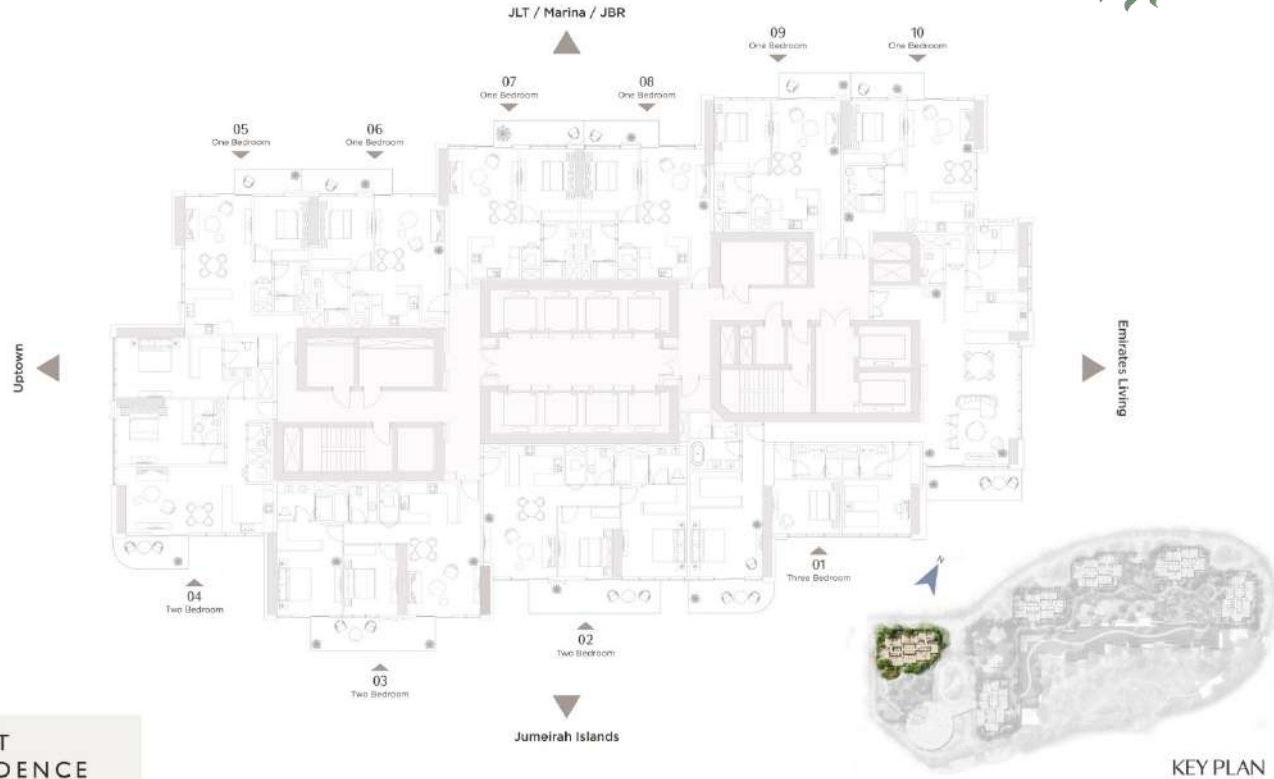 JLT / Marina / JBR
09
One Bedroom
10
One Bedroom
07
One Bedroom
08
One Bedroom
05
One Bedroom
06
One Bedroom
Uptown
Emirates Living
01
Three Bedroom
04
Two Bedroom
02
Two Bedroom
03
Two Bedroom
N
Jumeirah Islands
T
DENCE
KEY PLAN